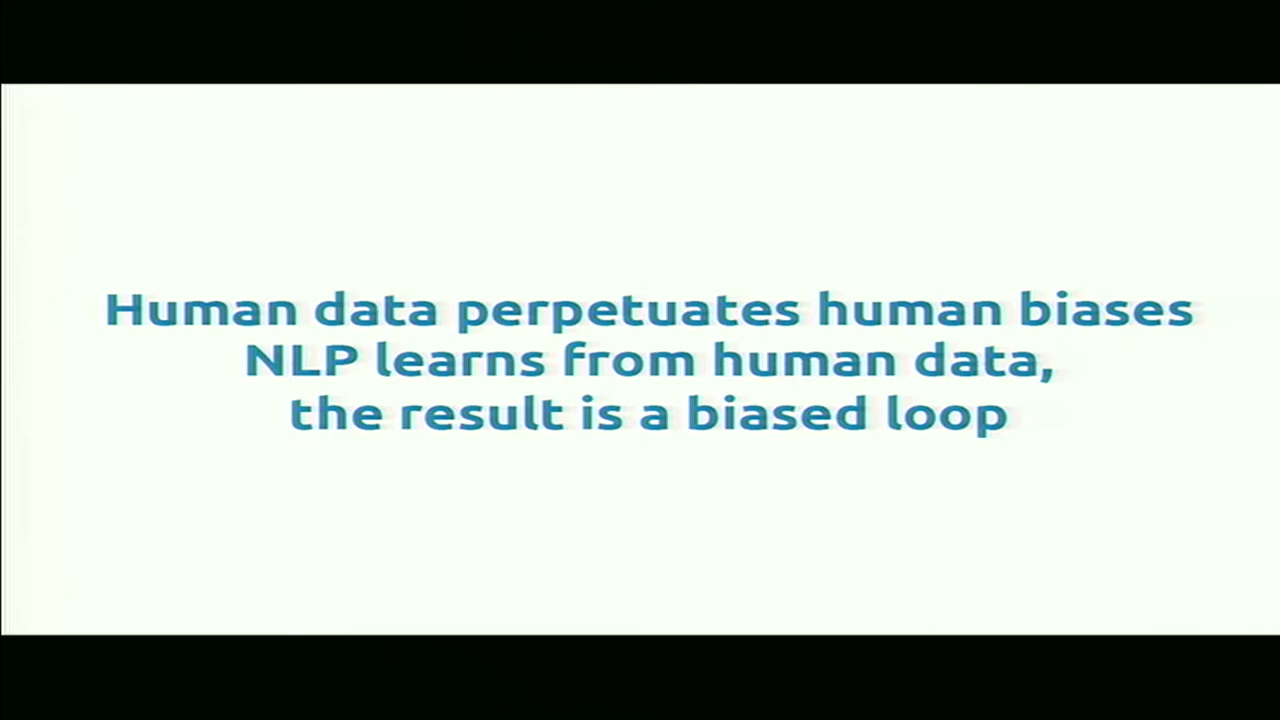 Human data perpetuates human biases
NLP learns from human data,
the result is a biased loop